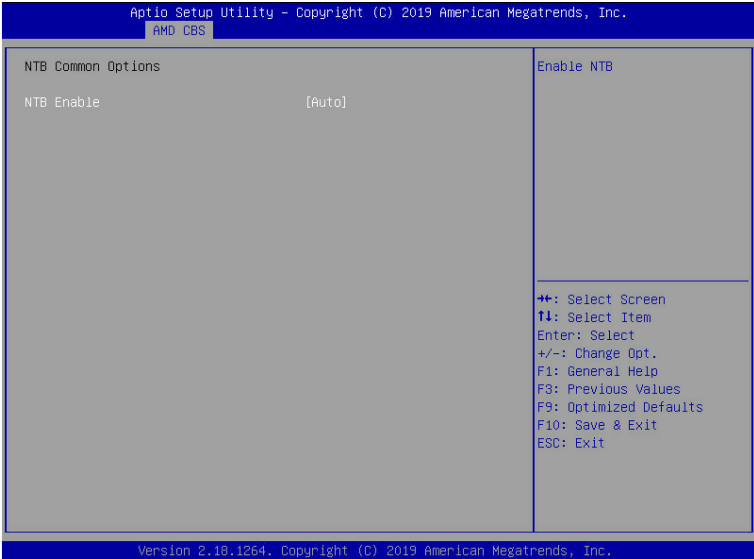 Aptio Setup Utility – Copyright (C) 2019 American Megatrends, Inc.
AMD CBS
NTB Common Options
NTB Enable [Auto]
Enable NTB
→←: Select Screen
↑↓: Select Item
Enter: Select
+/-: Change Opt.
F1: General Help
F3: Previous Values
F9: Optimized Defaults
F10: Save & Exit
ESC: Exit
Version 2.18.1264. Copyright (C) 2019 American Megatrends, Inc.